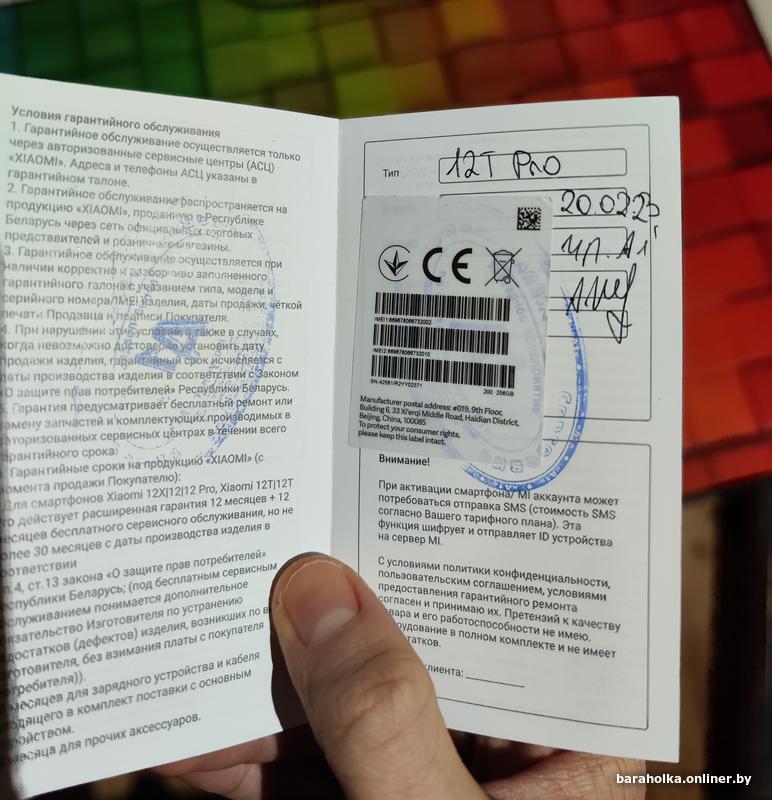 Условия гарантийного обслуживания
1. Гарантийное обслуживание осуществляется только
через авторизованные сервисные центры (АСЦ)
«XIAOMI». Адреса и телефоны АСЦ указаны в
гарантийном талоне.
2. Гарантийное обслуживание распространяется на
продукцию «XIAOMI», проданную в Республике
Беларусь через сеть официальных торговых
представителей и розничные магазины.
3. Гарантийное обслуживание осуществляется при
наличии корректно и разборчиво заполненного
гарантийного талона с указанием типа, модели и
серийного номера/IMEI изделия, даты продажи, чёткой
печати Продавца и подписи Покупателя.
4. При нарушении этих условий, а также в случаях,
когда невозможно достоверно установить дату
продажи изделия, гарантийный срок исчисляется с
даты производства изделия в соответствии с Законом
«О защите прав потребителей» Республики Беларусь.
5. Гарантия предусматривает бесплатный ремонт или
замену запчастей и комплектующих производимых в
авторизованных сервисных центрах в течении всего
гарантийного срока
6. Гарантийные сроки на продукцию «XIAOMI» (с
момента продажи Покупателю):
Для смартфонов Xiaomi 12X|12|12 Pro, Xiaomi 12T|12T
действует расширенная гарантия 12 месяцев + 12
месяцев бесплатного сервисного обслуживания, но не
более 30 месяцев с даты производства изделия в
соответствии
п.4, ст.13 закона «О защите прав потребителей»
Республики Беларусь; (под бесплатным сервисным
обслуживанием понимается дополнительное
обязательство Изготовителя по устранению
недостатков (дефектов) изделия, возникших по в
изготовителя, без взимания платы с покупателя
(потребителя)).
месяцев для зарядного устройства и кабеля
входящего в комплект поставки с основным
устройством.
месяца для прочих аксессуаров.
Тип
12T Pro
20.02.23
CE
IMEI1:869678066732002
IMEI2:869678066732010
SN:42581/R2YY02371
200 256GB
Manufacturer postal address: #019, 9th Floor,
Building 6, 33 Xi'erqi Middle Road, Haidian District,
Beijing, China, 100085
To protect your consumer rights,
please keep this label intact.
Внимание!
При активации смартфона/ MI аккаунта может
потребоваться отправка SMS (стоимость SMS
согласно Вашего тарифного плана). Эта
функция шифрует и отправляет ID устройства
на сервер MI.
С условиями политики конфиденциальности,
пользовательским соглашением, условиями
предоставления гарантийного ремонта
согласен и принимаю их. Претензий к качеству
товара и его работоспособности не имею.
Оборудование в полном комплекте и не имеет
недостатков.
клиента:
baraholka.onliner.by